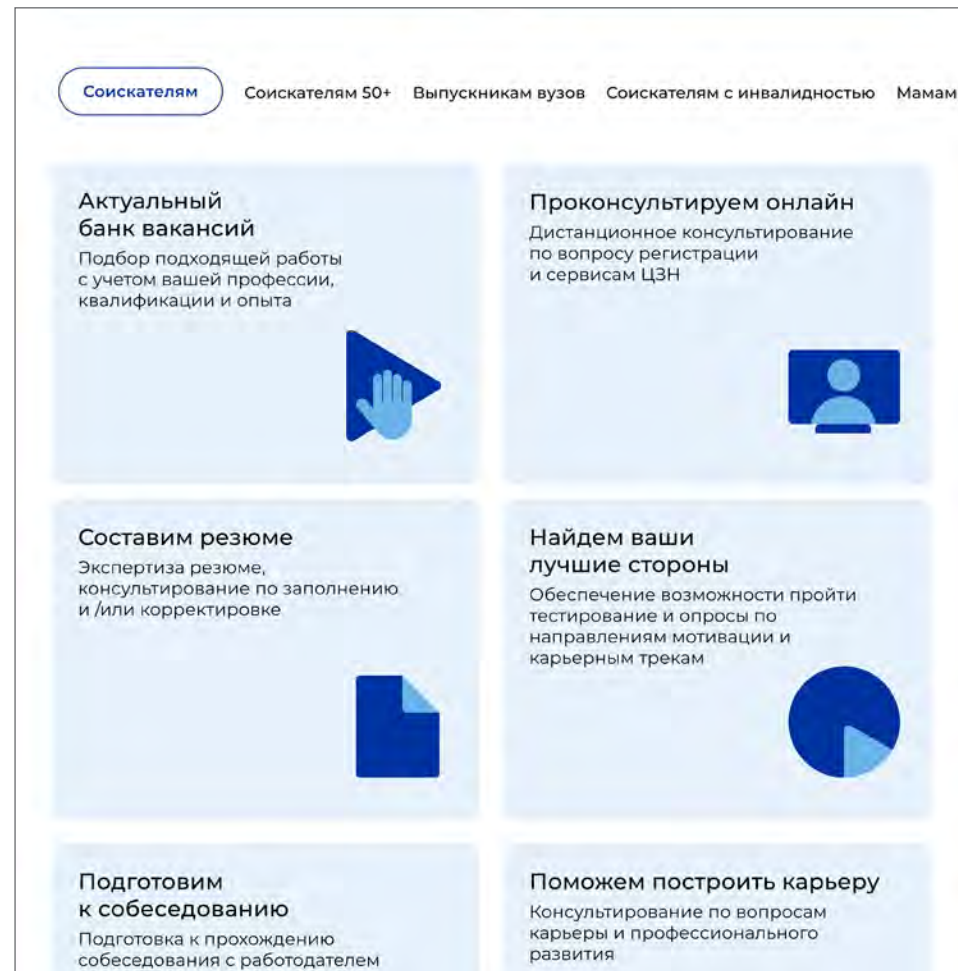 Соискателям
Соискателям 50+
Выпускникам вузов
Соискателям с инвалидностью
Мамам
Актуальный
банк вакансий
Подбор подходящей работы
с учетом вашей профессии,
квалификации и опыта
Проконсультируем онлайн
Дистанционное консультирование
по вопросу регистрации
и сервисам ЦЗН
Составим резюме
Экспертиза резюме,
консультирование по заполнению
и /или корректировке
Найдем ваши
лучшие стороны
Обеспечение возможности пройти
тестирование и опросы по
направлениям мотивации и
карьерным трекам
Подготовим
к собеседованию
Подготовка к прохождению
собеседования с работодателем
Поможем построить карьеру
Консультирование по вопросам
карьеры и профессионального
развития